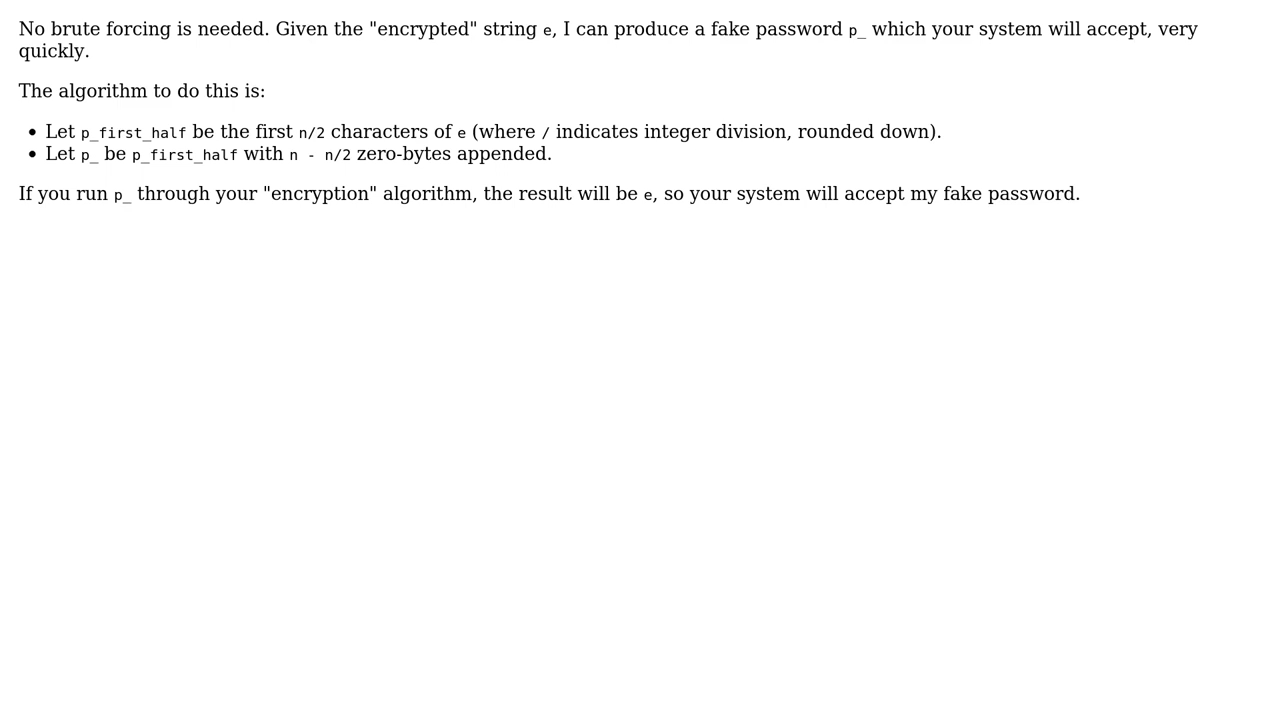 No brute forcing is needed. Given the "encrypted" string e, I can produce a fake password p_ which your system will accept, very
quickly.
The algorithm to do this is:
• Let p_first_half be the first n/2 characters of e (where / indicates integer division, rounded down).
• Let p_ be p_first_half with n - n/2 zero-bytes appended.
If you run p_ through your "encryption" algorithm, the result will be e, so your system will accept my fake password.